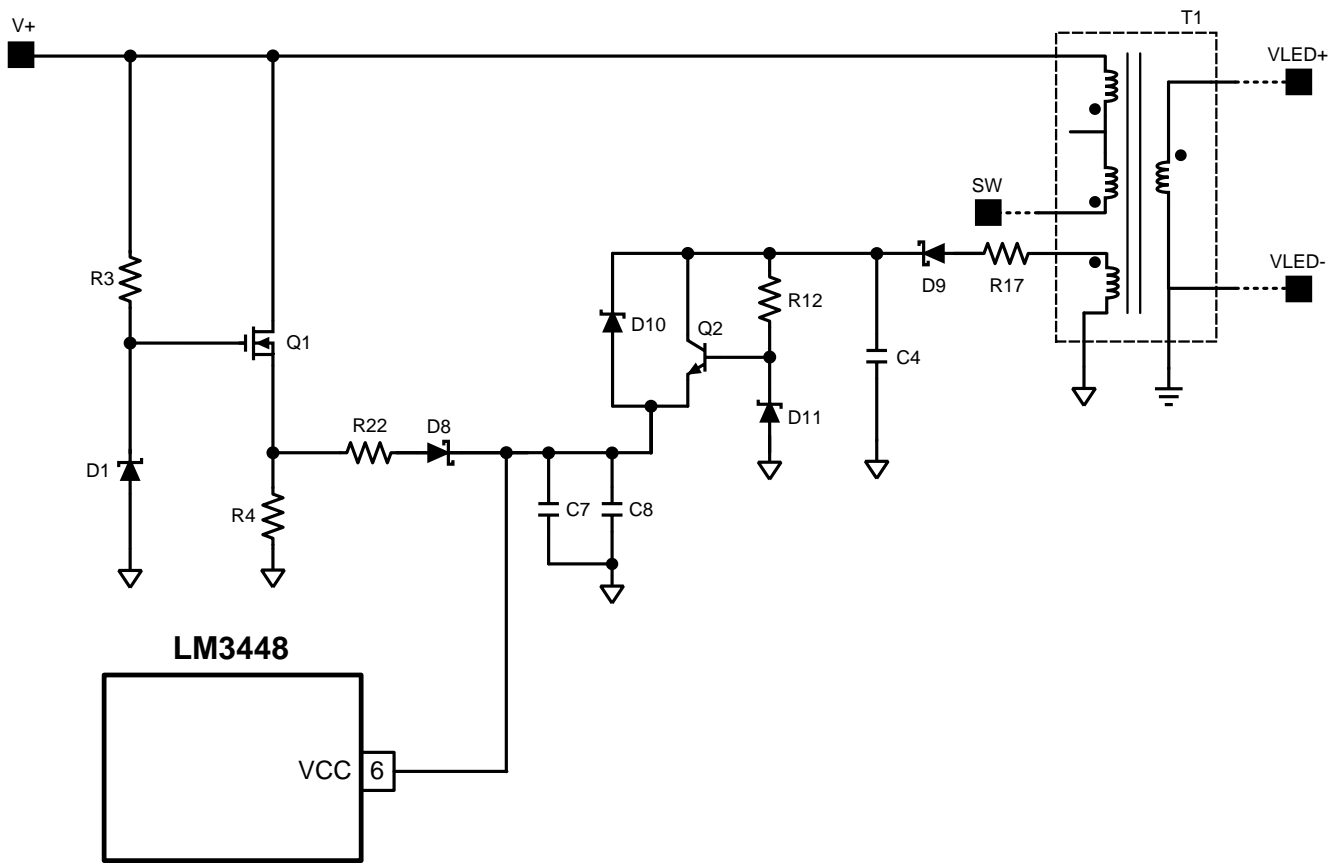 V+
T1
VLED+
SW
VLED-
R3
D9
R17
R12
D10
Q2
Q1
C4
D11
R22
D8
D1
R4
C7
C8
LM3448
VCC
6